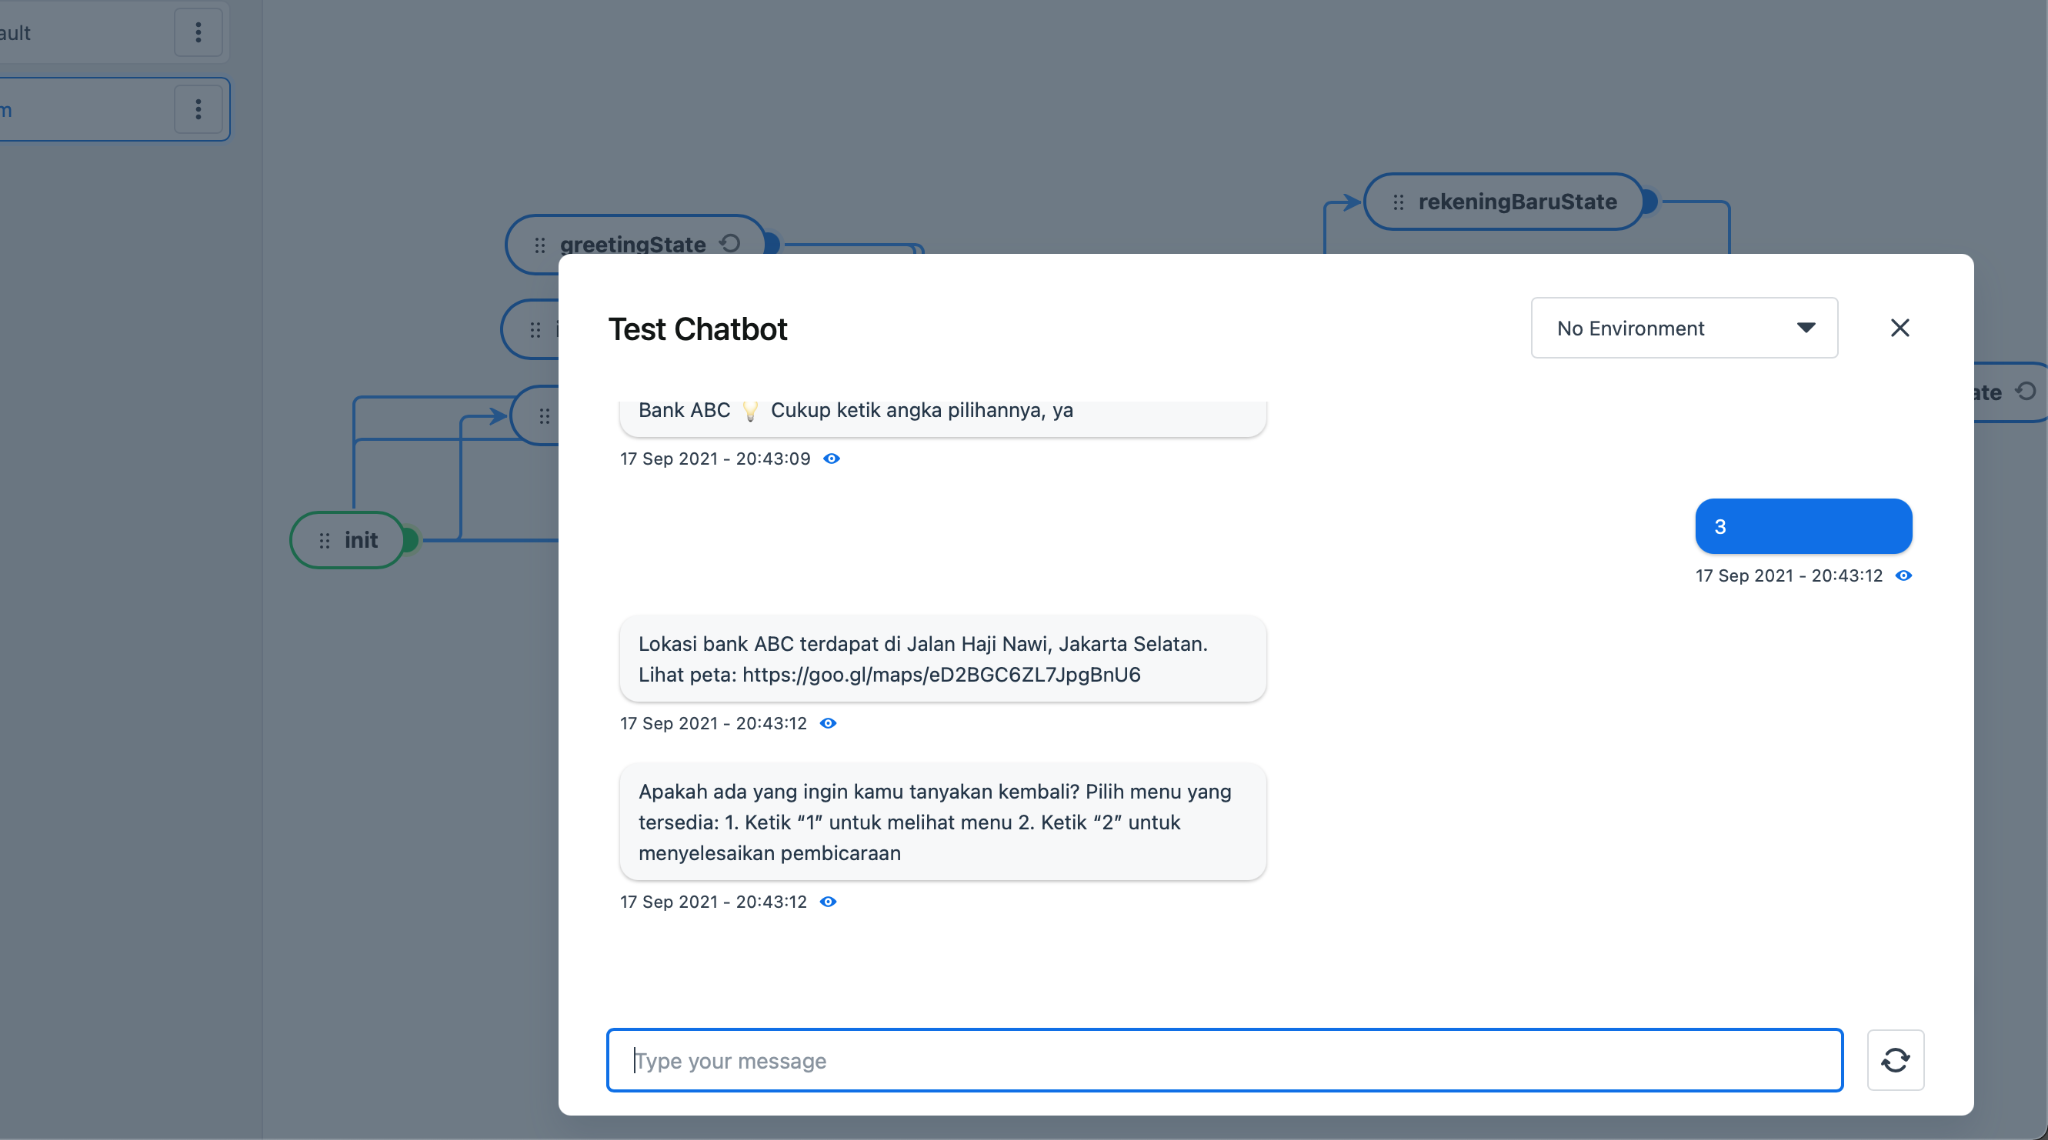 ault
m
rekeningBaruState
greetingState
Test Chatbot
No Environment
Bank ABC 💡 Cukup ketik angka pilihannya, ya
17 Sep 2021 - 20:43:09
3
17 Sep 2021 - 20:43:12
init
ate
Lokasi bank ABC terdapat di Jalan Haji Nawi, Jakarta Selatan.
Lihat peta: https://goo.gl/maps/eD2BGC6ZL7JpgBnU6
17 Sep 2021 - 20:43:12
Apakah ada yang ingin kamu tanyakan kembali? Pilih menu yang
tersedia: 1. Ketik “1” untuk melihat menu 2. Ketik “2” untuk
menyelesaikan pembicaraan
17 Sep 2021 - 20:43:12
Type your message